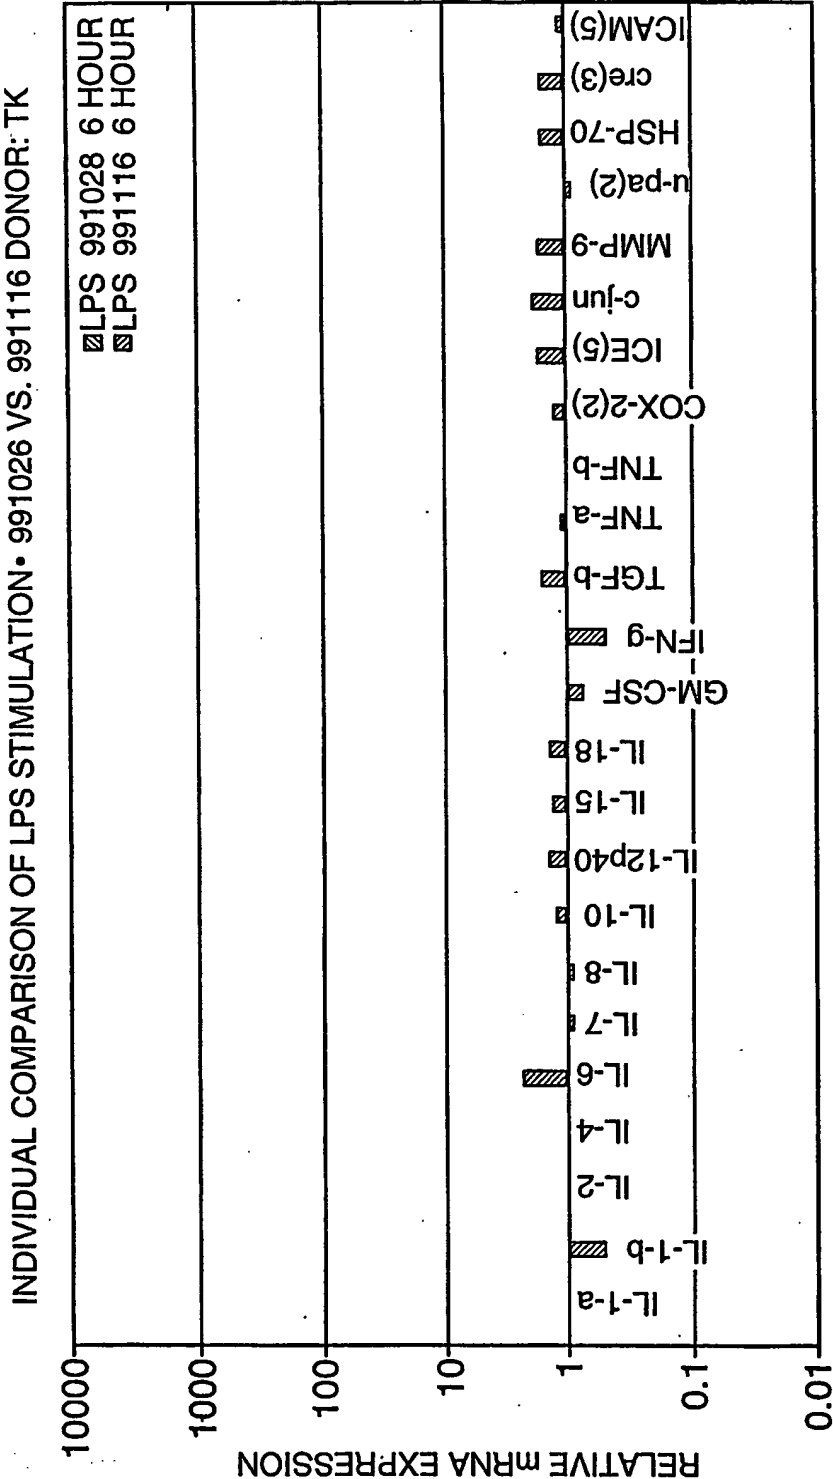 INDIVIDUAL COMPARISON OF LPS STIMULATION• 991026 VS. 991116 DONOR: TK
LPS 991028 6 HOUR
LPS 991116 6 HOUR
RELATIVE mRNA EXPRESSION
10000
1000
100
10
1
0.1
0.01
IL-1-a
IL-1-b
IL-2
IL-4
IL-6
IL-7
IL-8
IL-10
IL-12p40
IL-15
IL-18
GM-CSF
IFN-g
TGF-b
TNF-a
TNF-b
COX-2(2)
ICE(5)
c-jun
MMP-9
u-pa(2)
HSP-70
cre(3)
ICAM(5)